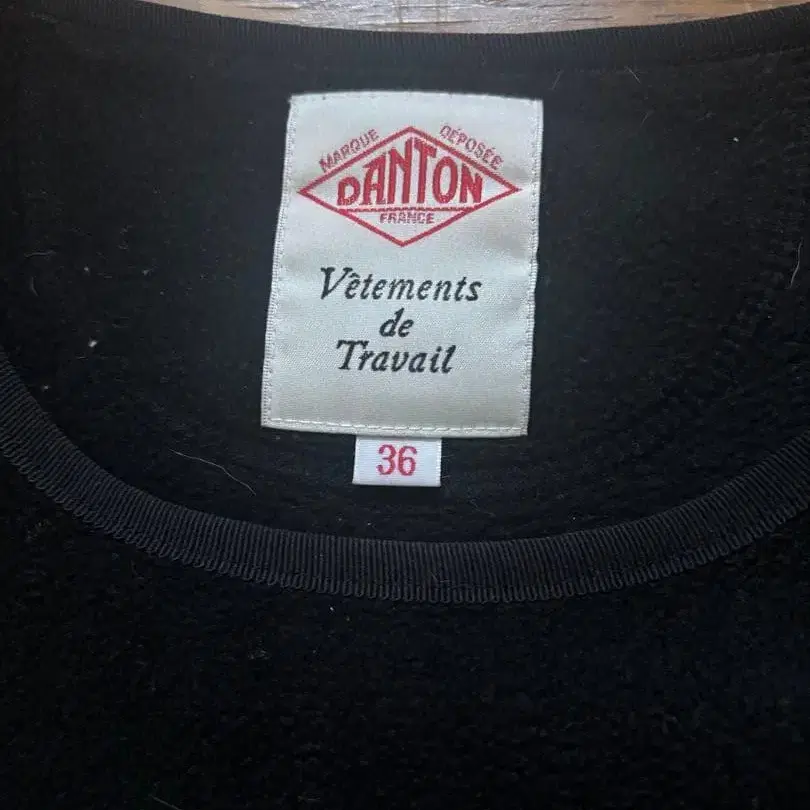 MARQUE DÉPOSÉE
DANTON
FRANCE
Vêtements
de
Travail
36